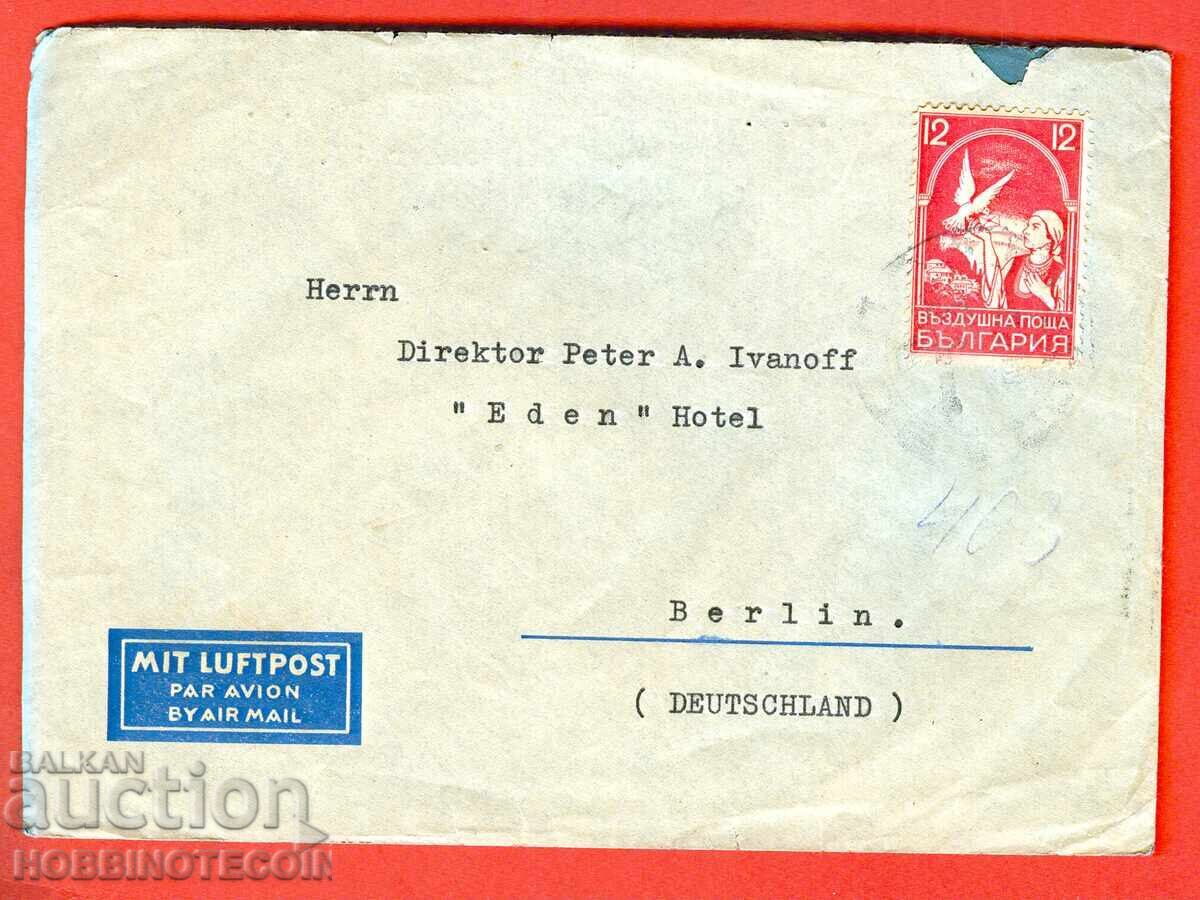 12 12
ВЪЗДУШНА ПОЩА
БЪЛГАРИЯ
Herrn
Direktor Peter A. Ivanoff
" E d e n " Hotel
4163
B e r l i n .
( DEUTSCHLAND )
MIT LUFTPOST
PAR AVION
BY AIR MAIL
BALKAN
auction
HOBBINOTECOIN